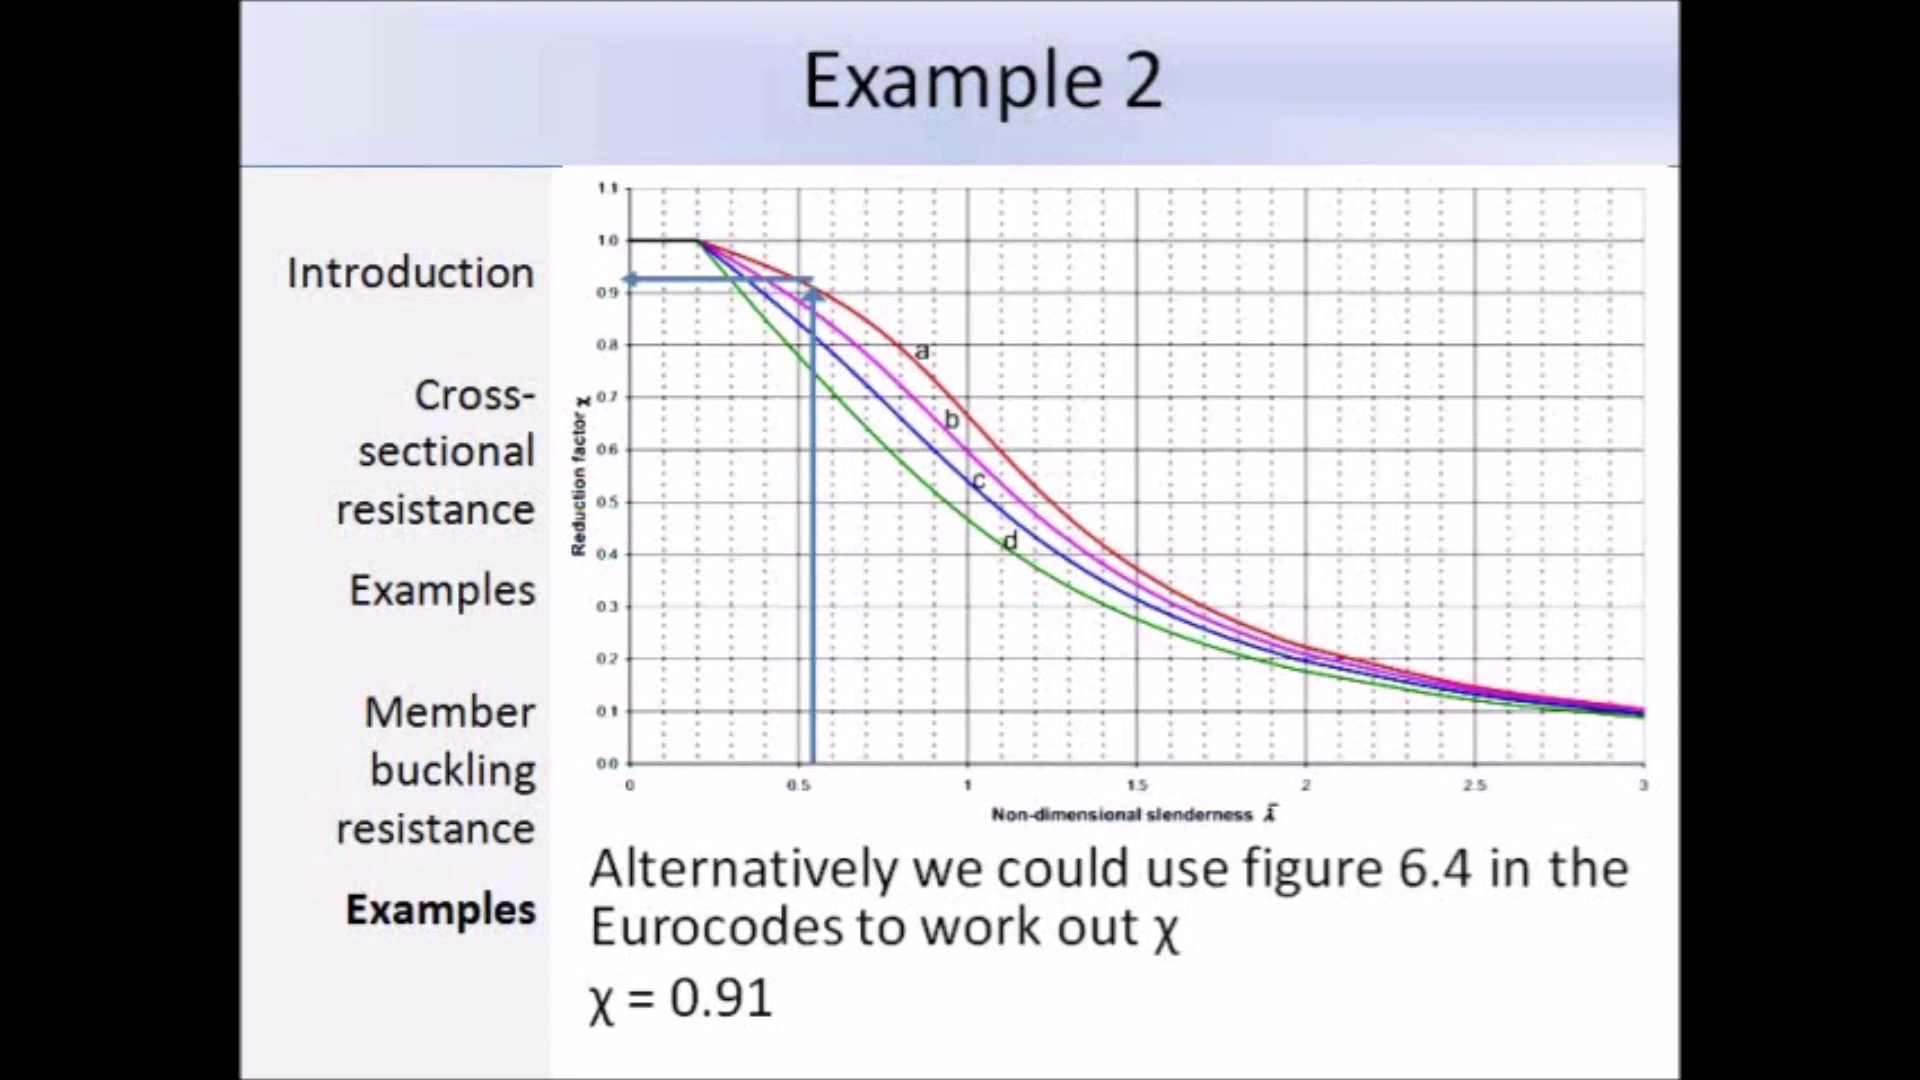 Example 2
Introduction
Cross-
sectional
resistance
Examples
Member
buckling
resistance
Examples
1.1
1.0
0.9
0.8
0.7
0.6
0.5
0.4
0.3
0.2
0.1
0.0
Reduction factor χ
a
b
c
d
0 0.5 1 1.5 2 2.5 3
Non-dimensional slenderness λ̄
Alternatively we could use figure 6.4 in the
Eurocodes to work out χ
χ = 0.91